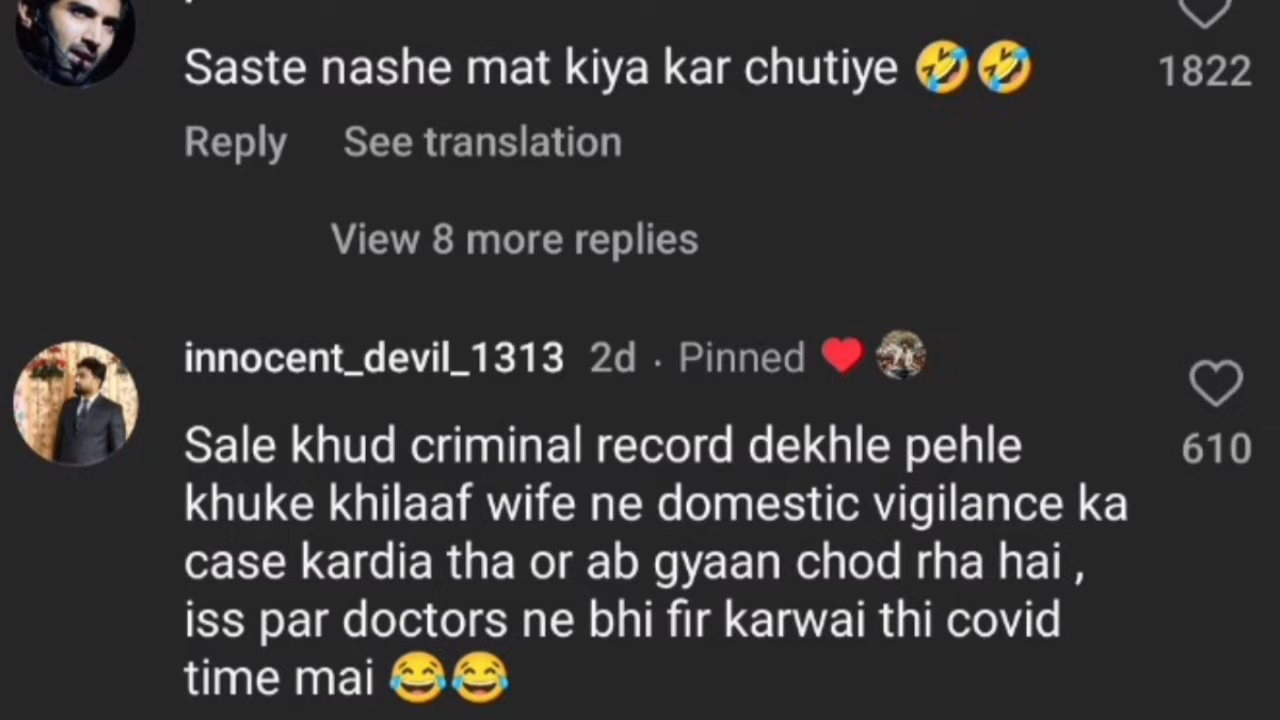 Saste nashe mat kiya kar chutiye 🤣🤣
1822
Reply See translation
View 8 more replies
innocent_devil_1313 2d · Pinned ❤️
Sale khud criminal record dekhle pehle
610
khuke khilaaf wife ne domestic vigilance ka
case kardia tha or ab gyaan chod rha hai ,
iss par doctors ne bhi fir karwai thi covid
time mai 😂😂